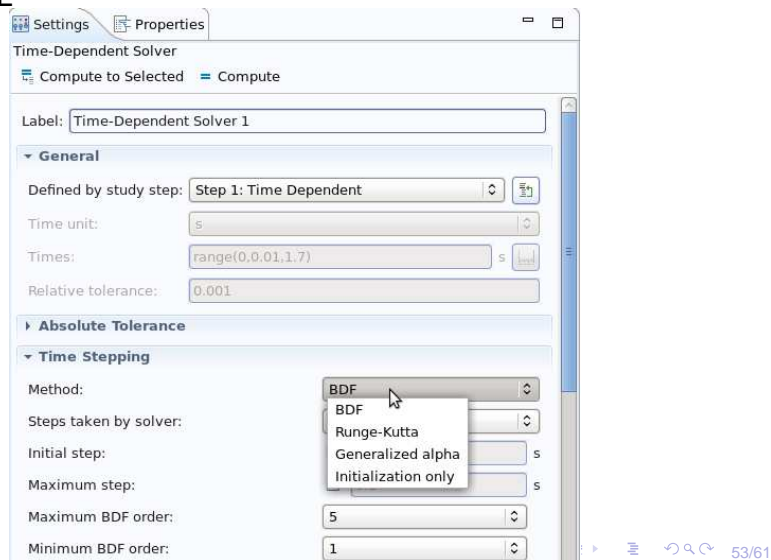 Settings Properties
Time-Dependent Solver
Compute to Selected = Compute
Label: Time-Dependent Solver 1
General
Defined by study step: Step 1: Time Dependent
Time unit: s
Times: range(0,0.01,1.7) s
Relative tolerance: 0.001
Absolute Tolerance
Time Stepping
Method: BDF
BDF
Steps taken by solver:
Runge-Kutta
Initial step: s
Generalized alpha
Initialization only
Maximum step: s
Maximum BDF order: 5
Minimum BDF order: 1
53/61